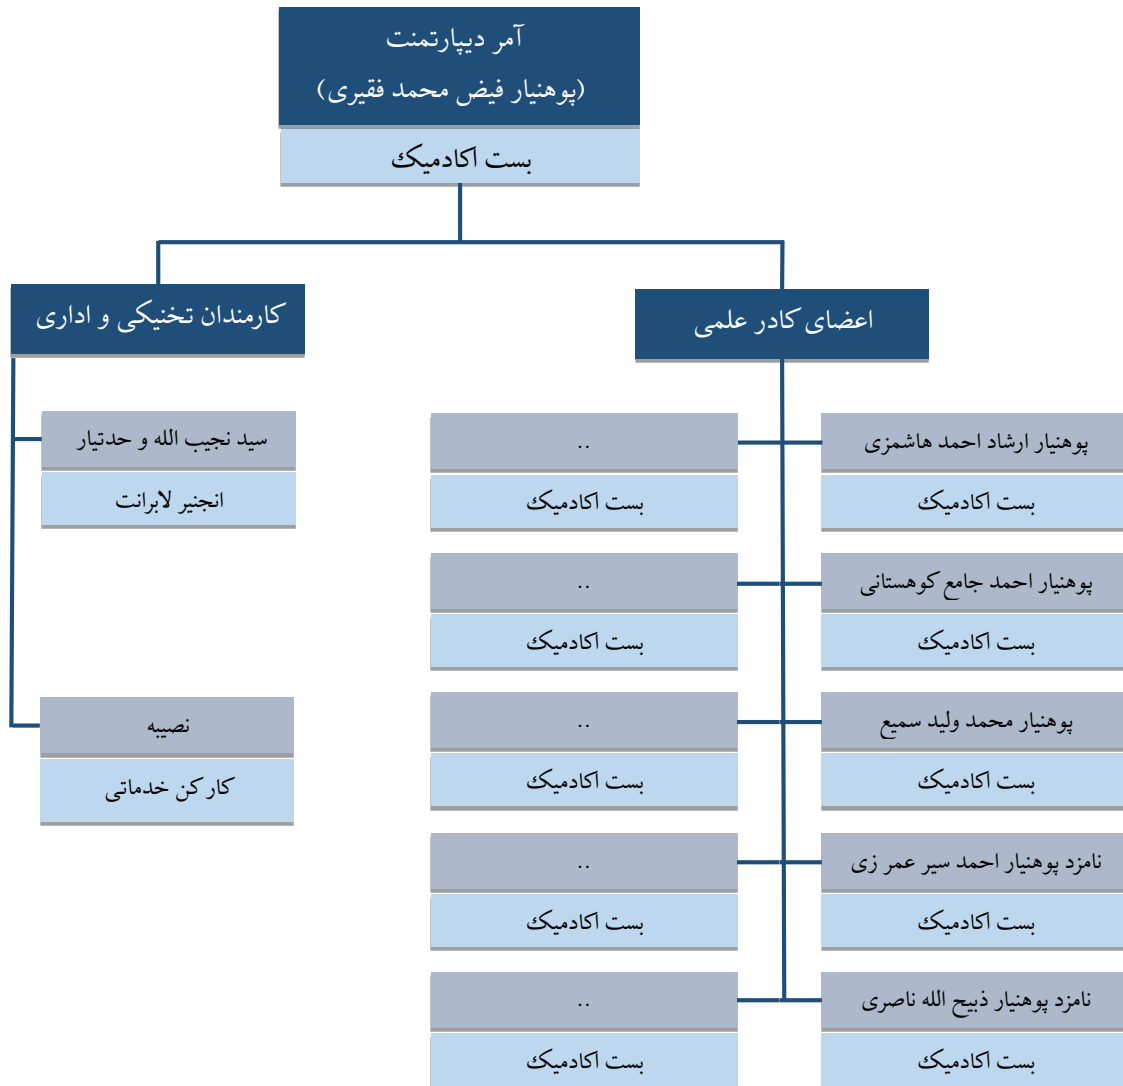 آمر دیپارتمنت
(پوهنیار فیض محمد فقیری)
بست اکادمیک
اعضای کادر علمی
کارمندان تخنیکی و اداری
پوهنیار ارشاد احمد هاشمزی
..
سید نجیب الله و حدتیار
بست اکادمیک
بست اکادمیک
انجنیر لابرانت
پوهنیار احمد جامع کوهستانی
..
بست اکادمیک
بست اکادمیک
پوهنیار محمد ولید سمیع
..
نصیبه
بست اکادمیک
بست اکادمیک
کار کن خدماتی
نامزد پوهنیار احمد سیر عمر زی
..
بست اکادمیک
بست اکادمیک
نامزد پوهنیار ذبیح الله ناصری
..
بست اکادمیک
بست اکادمیک